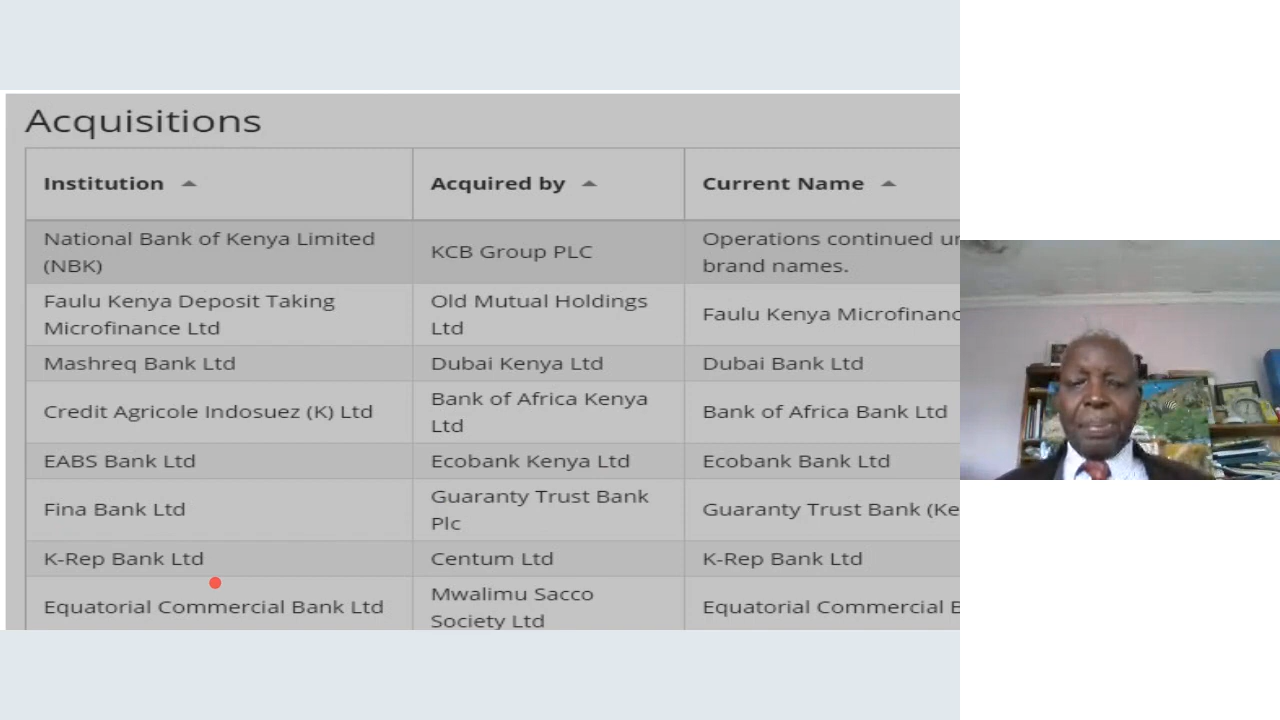 Acquisitions
Institution Acquired by Current Name
National Bank of Kenya Limited
(NBK)
KCB Group PLC
Operations continued
brand names.
Faulu Kenya Deposit Taking
Microfinance Ltd
Old Mutual Holdings
Ltd
Faulu Kenya Microfinanc
Mashreq Bank Ltd
Dubai Kenya Ltd
Dubai Bank Ltd
Credit Agricole Indosuez (K) Ltd
Bank of Africa Kenya
Ltd
Bank of Africa Bank Ltd
EABS Bank Ltd
Ecobank Kenya Ltd
Ecobank Bank Ltd
Fina Bank Ltd
Guaranty Trust Bank
Plc
Guaranty Trust Bank (Ke
K-Rep Bank Ltd
Centum Ltd
K-Rep Bank Ltd
Equatorial Commercial Bank Ltd
Mwalimu Sacco
Society Ltd
Equatorial Commercial